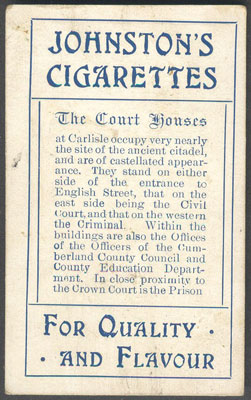 JOHNSTON'S
CIGARETTES
The Court Houses
at Carlisle occupy very nearly
the site of the ancient citadel,
and are of castellated appear-
ance. They stand on either
side of the entrance to
English Street, that on the
east side being the Civil
Court, and that on the western
the Criminal. Within the
buildings are also the Offices
of the Officers of the Cum-
berland County Council and
County Education Depart-
ment. In close proximity to
the Crown Court is the Prison
FOR QUALITY ·
· AND FLAVOUR